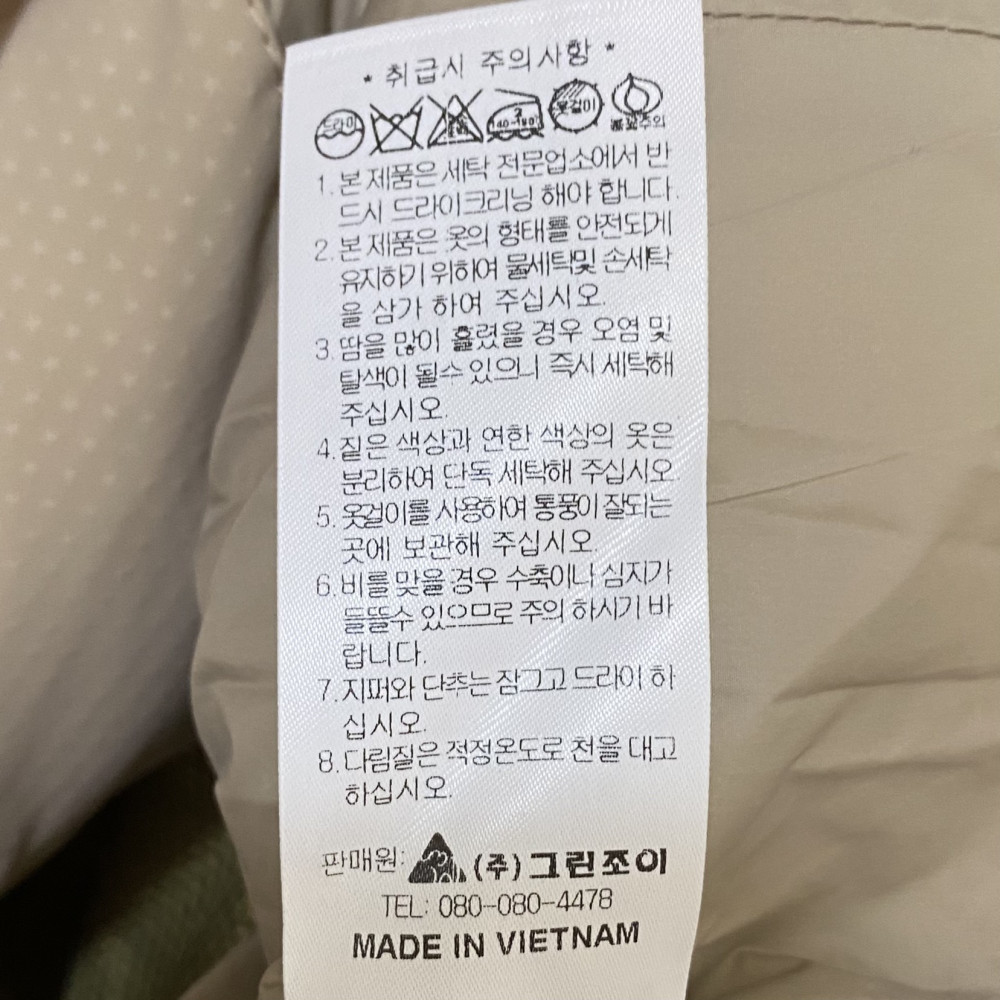 * 취급시 주의사항 *
드라이
2
140~160°
옷걸이
불꽃주의
1. 본 제품은 세탁 전문업소에서 반
드시 드라이크리닝 해야 합니다.
2. 본 제품은 옷의 형태를 안전되게
유지하기 위하여 물세탁및 손세탁
을 삼가 하여 주십시오.
3. 땀을 많이 흘렸을 경우 오염 및
탈색이 될수 있으니 즉시 세탁해
주십시오.
4. 짙은 색상과 연한 색상의 옷은
분리하여 단독 세탁해 주십시오
5. 옷걸이를 사용하여 통풍이 잘되는
곳에 보관해 주십시오.
6. 비를 맞을 경우 수축이나 심지가
들뜰수 있으므로 주의 하시기 바
랍니다.
7. 지퍼와 단추는 잠그고 드라이 하
십시오.
8. 다림질은 적정온도로 천을 대고
하십시오.
판매원: (주)그린조이
TEL: 080-080-4478
MADE IN VIETNAM